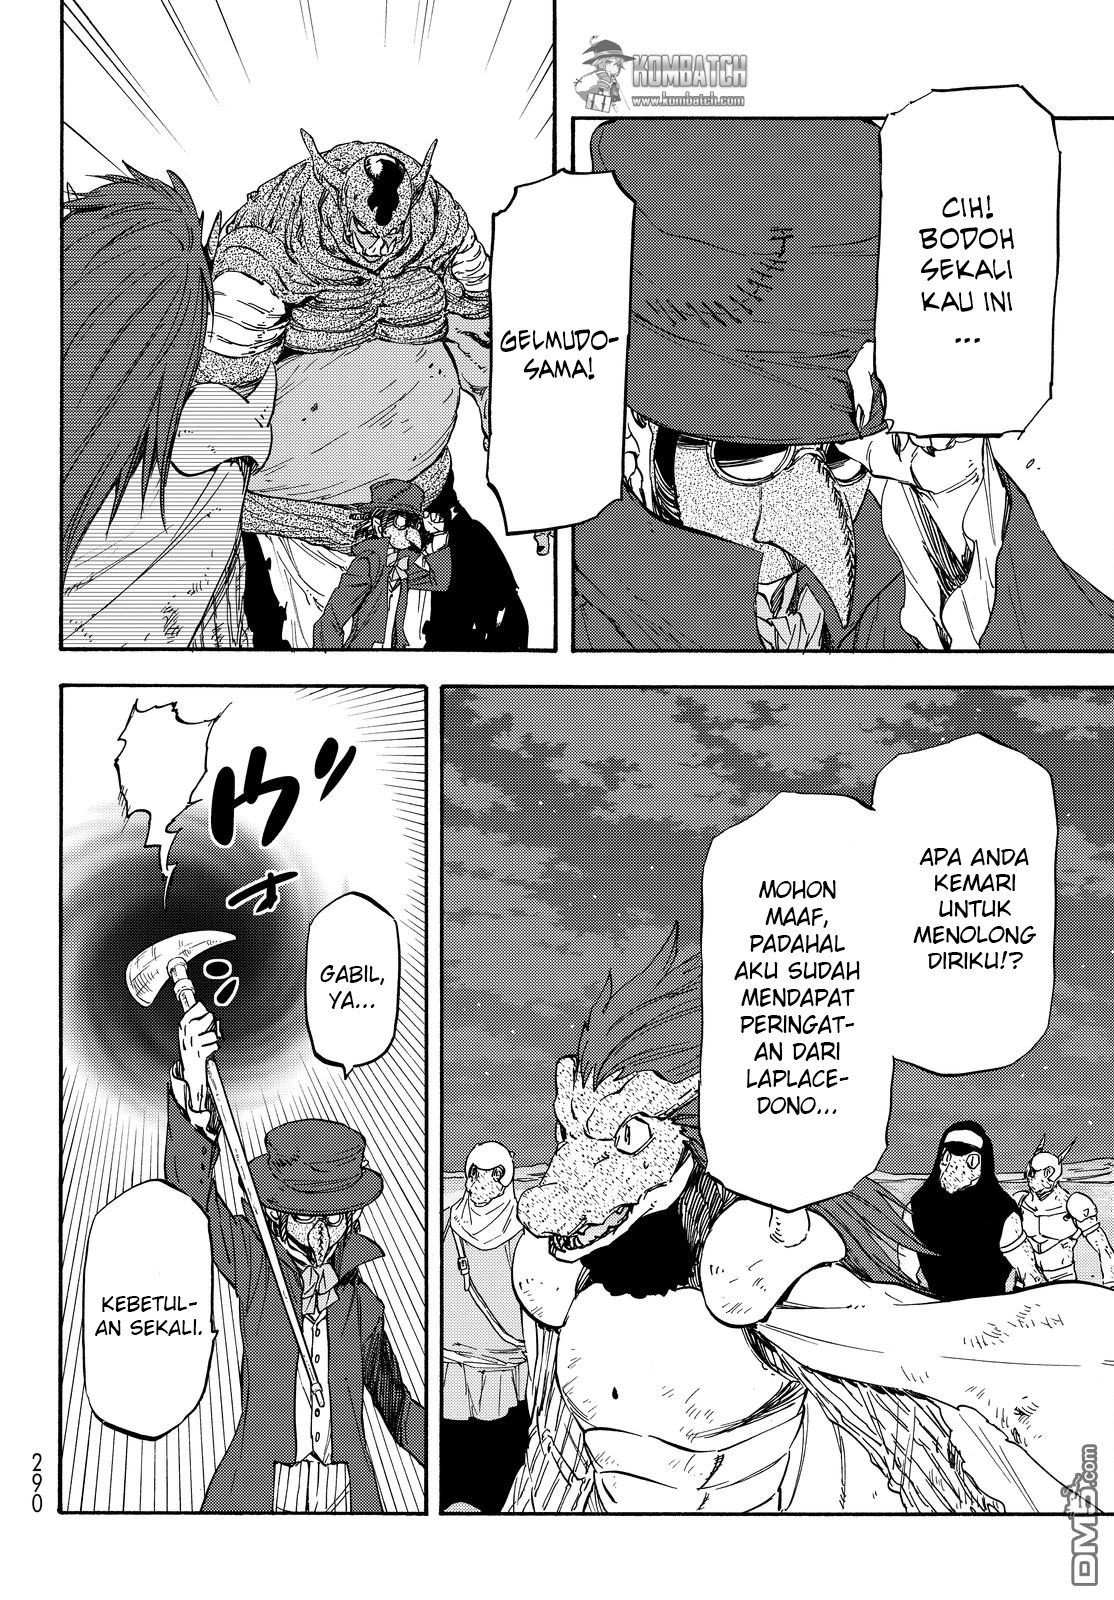 KOMBATCH
www.kombatch.com
CIH!
BODOH
SEKALI
KAU INI
...
GELMUDO-
SAMA!
APA ANDA
KEMARI
UNTUK
MENOLONG
DIRIKU!?
MOHON
MAAF,
PADAHAL
AKU SUDAH
MENDAPAT
PERINGAT-
AN DARI
LAPLACE-
DONO...
GABIL,
YA...
KEBETUL-
AN SEKALI.
290
DM5.com